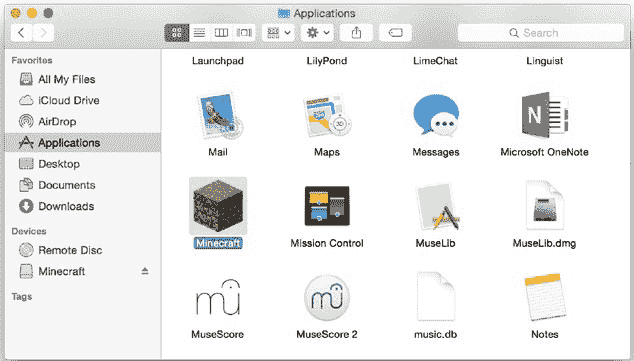 Applications
Search
Favorites
All My Files
iCloud Drive
AirDrop
Applications
Desktop
Documents
Downloads
Devices
Remote Disc
Minecraft
Tags
Launchpad
LilyPond
LimeChat
Linguist
Mail
Maps
Messages
Microsoft OneNote
Minecraft
Mission Control
MuseLib
MuseLib.dmg
MuseScore
MuseScore 2
music.db
Notes